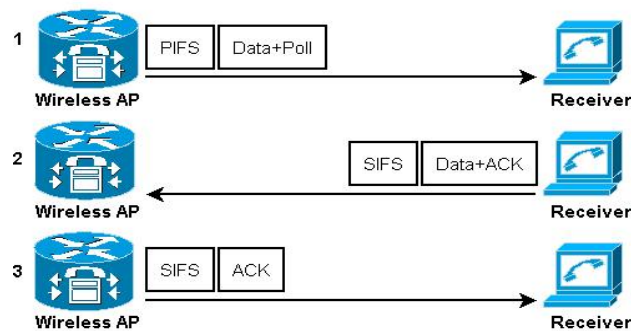 1
PIFS Data+Poll
Wireless AP Receiver
2
SIFS Data+ACK
Wireless AP Receiver
3
SIFS ACK
Wireless AP Receiver